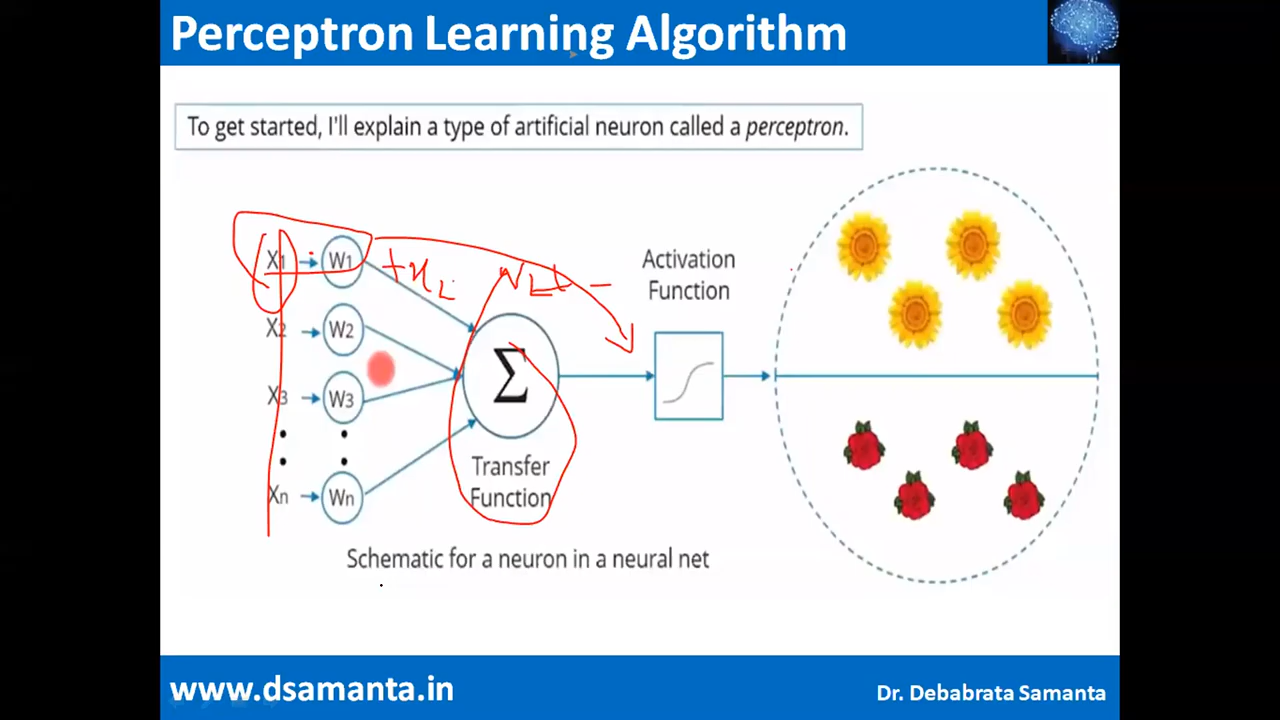 Perceptron Learning Algorithm
To get started, I'll explain a type of artificial neuron called a perceptron.
X1 W1
X2 W2
X3 W3
Xn Wn
Σ
Transfer
Function
Activation
Function
Schematic for a neuron in a neural net
www.dsamanta.in
Dr. Debabrata Samanta